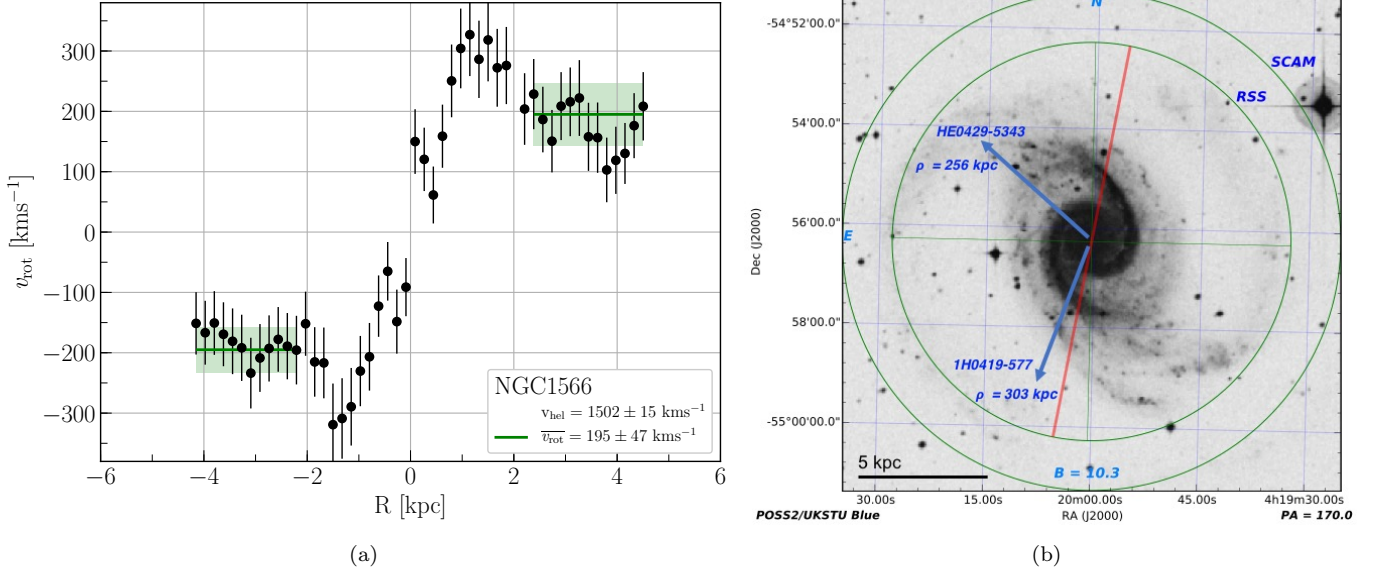 300
200
100
0
−100
−200
−300
v_rot [kms⁻¹]
−6 −4 −2 0 2 4 6
R [kpc]
NGC1566
v_hel = 1502 ± 15 kms⁻¹
v̅_rot = 195 ± 47 kms⁻¹
(a)
N
-54°52'00.0"
54'00.0"
56'00.0"
58'00.0"
-55°00'00.0"
Dec (J2000)
SCAM
RSS
HE0429-5343
ρ = 256 kpc
E
1H0419-577
ρ = 303 kpc
5 kpc
B = 10.3
30.00s 15.00s 20m00.00s 45.00s 4h19m30.00s
POSS2/UKSTU Blue
RA (J2000)
PA = 170.0
(b)